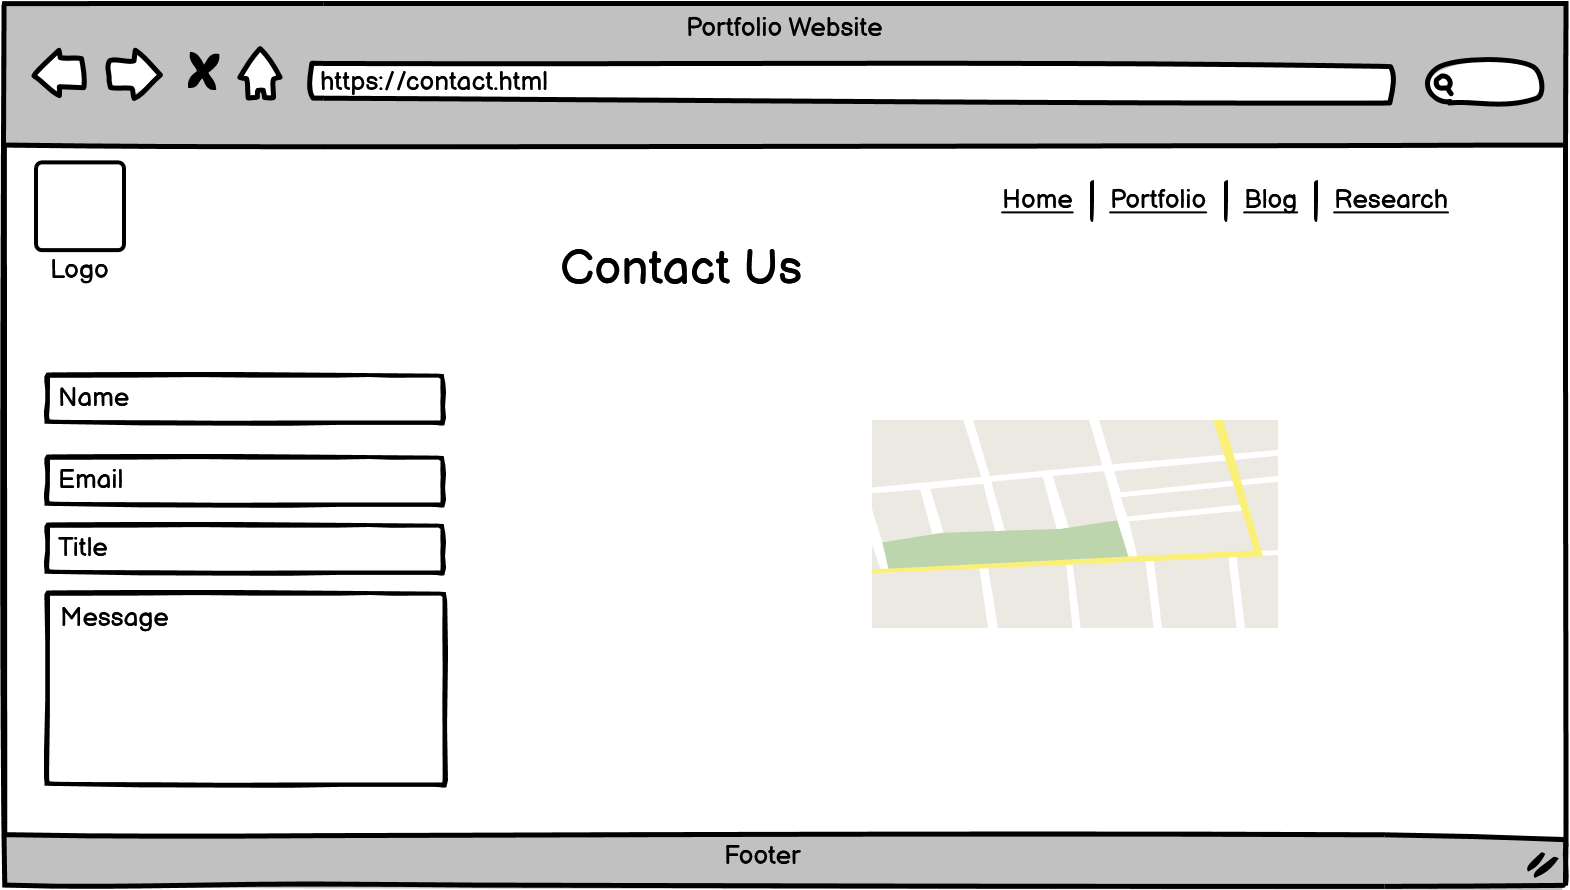 Portfolio Website
https://contact.html
Home Portfolio Blog Research
Logo
Contact Us
Name
Email
Title
Message
Footer